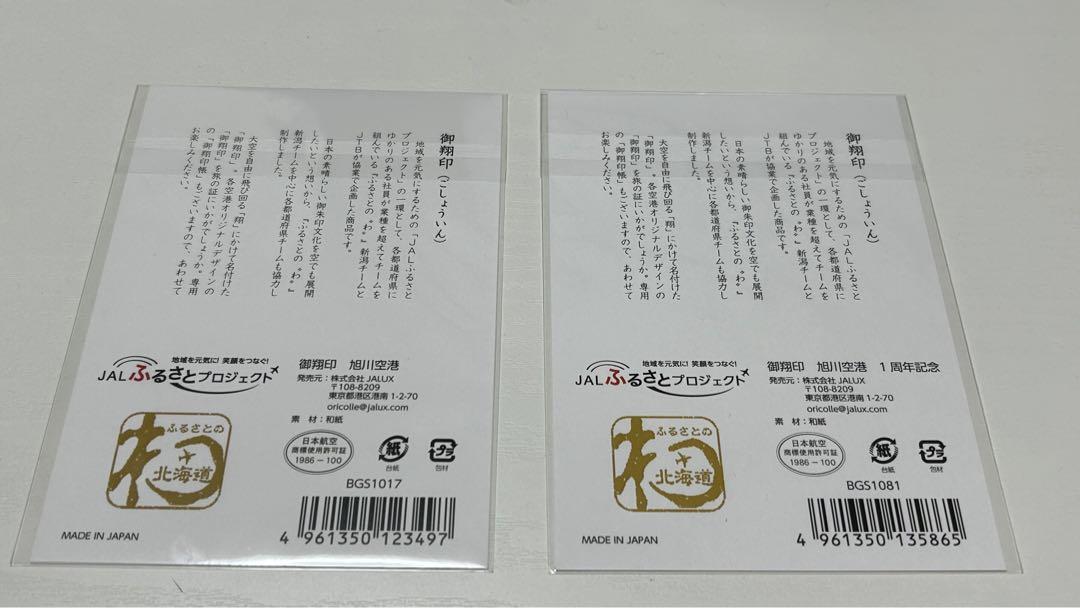 御翔印(ごしょういん)
地域を元気にするための「JALふるさと
プロジェクト」の一環として、各都道府県に
ゆかりのある社員が業種を超えてチームを
組んでいる『ふるさとの〝わ〟』新潟チームと
JTBが協業で企画した商品です。
日本の素晴らしい御朱印文化を空でも展開
したいという想いから、『ふるさとの〝わ〟』
新潟チームを中心に各都道府県チームも協力し
制作しました。
大空を自由に飛び回る「翔」にかけて名付けた
「御翔印」。各空港オリジナルデザインの
「御翔印」を旅の証にいかがでしょうか。専用
の「御翔印帳」もございますので、あわせて
お楽しみください。
地域を元気に! 笑顔をつなぐ!
JALふるさとプロジェクト
御翔印 旭川空港
発売元:株式会社 JALUX
〒108-8209
東京都港区港南 1-2-70
oricolle@jalux.com
素 材:和紙
ふるさとの
わ
北海道
日本航空
商標使用許可証
1986-100
紙
台紙
プラ
包材
BGS1017
MADE IN JAPAN
4 961350 123497
御翔印(ごしょういん)
地域を元気にするための「JALふるさと
プロジェクト」の一環として、各都道府県に
ゆかりのある社員が業種を超えてチームを
組んでいる『ふるさとの〝わ〟』新潟チームと
JTBが協業で企画した商品です。
日本の素晴らしい御朱印文化を空でも展開
したいという想いから、『ふるさとの〝わ〟』
新潟チームを中心に各都道府県チームも協力し
制作しました。
大空を自由に飛び回る「翔」にかけて名付けた
「御翔印」。各空港オリジナルデザインの
「御翔印」を旅の証にいかがでしょうか。専用
の「御翔印帳」もございますので、あわせて
お楽しみください。
地域を元気に! 笑顔をつなぐ!
JALふるさとプロジェクト
御翔印 旭川空港 1周年記念
発売元:株式会社 JALUX
〒108-8209
東京都港区港南 1-2-70
oricolle@jalux.com
素 材:和紙
ふるさとの
わ
北海道
日本航空
商標使用許可証
1986-100
紙
台紙
プラ
包材
BGS1081
MADE IN JAPAN
4 961350 135865